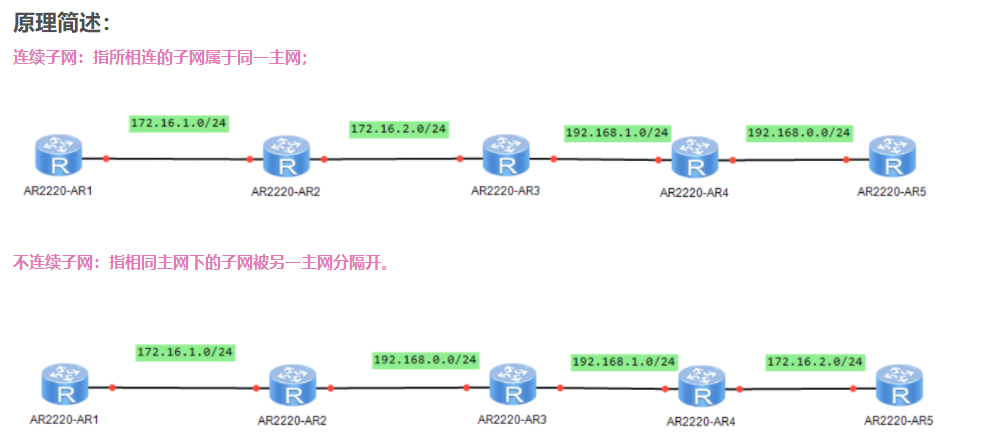 原理简述：
连续子网：指所相连的子网属于同一主网；
172.16.1.0/24
172.16.2.0/24
192.168.1.0/24
192.168.0.0/24
R
R
R
R
R
AR2220-AR1
AR2220-AR2
AR2220-AR3
AR2220-AR4
AR2220-AR5
不连续子网：指相同主网下的子网被另一主网分隔开。
172.16.1.0/24
192.168.0.0/24
192.168.1.0/24
172.16.2.0/24
R
R
R
R
R
AR2220-AR1
AR2220-AR2
AR2220-AR3
AR2220-AR4
AR2220-AR5